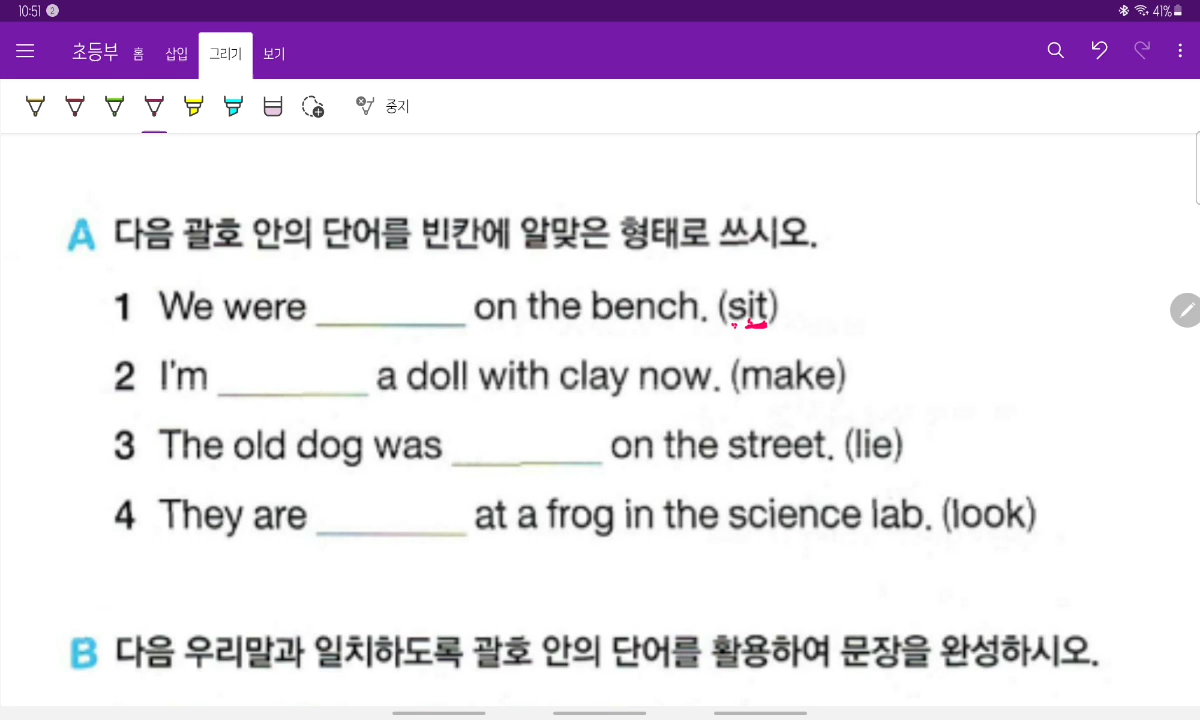 10:51 2 41%
초등부 홈 삽입 그리기 보기
중지
A 다음 괄호 안의 단어를 빈칸에 알맞은 형태로 쓰시오.
1 We were ________ on the bench. (sit)
2 I'm ________ a doll with clay now. (make)
3 The old dog was ________ on the street. (lie)
4 They are ________ at a frog in the science lab. (look)
B 다음 우리말과 일치하도록 괄호 안의 단어를 활용하여 문장을 완성하시오.